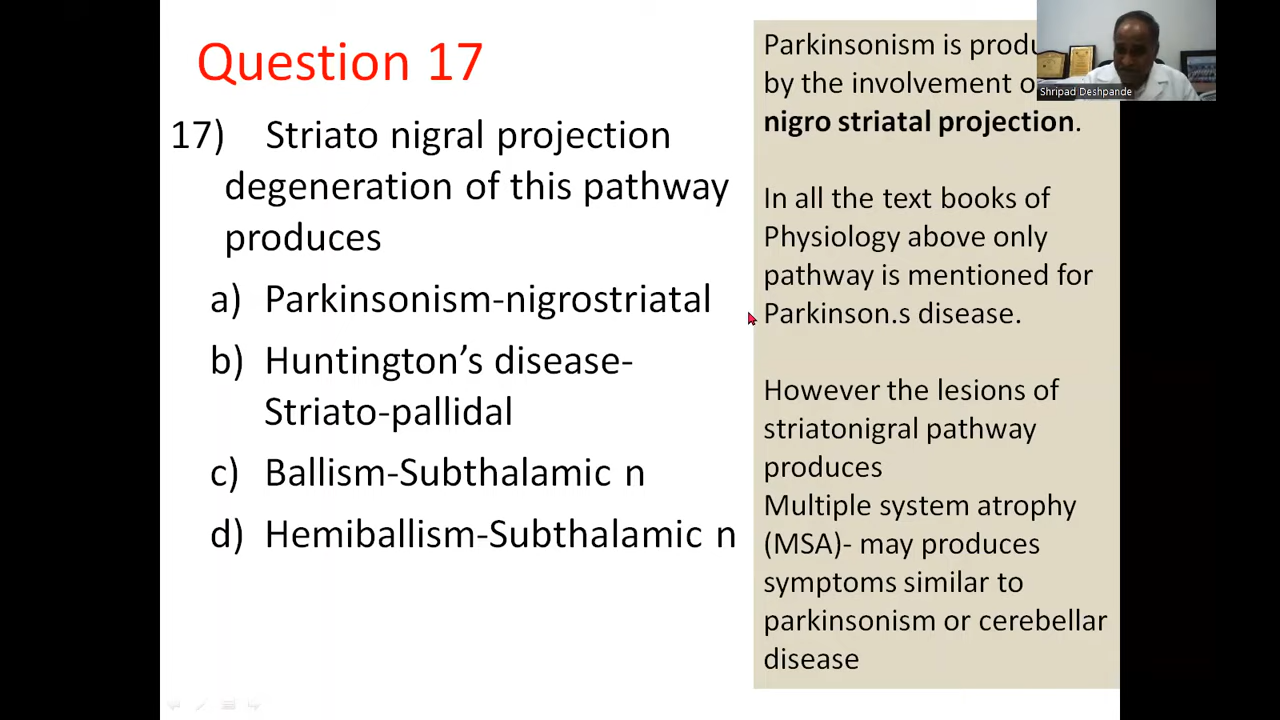 Question 17
17) Striato nigral projection
degeneration of this pathway
produces
a) Parkinsonism-nigrostriatal
b) Huntington’s disease-
Striato-pallidal
c) Ballism-Subthalamic n
d) Hemiballism-Subthalamic n
Parkinsonism is
by the involvement
nigro striatal projection.
In all the text books of
Physiology above only
pathway is mentioned for
Parkinson.s disease.
However the lesions of
striatonigral pathway
produces
Multiple system atrophy
(MSA)- may produces
symptoms similar to
parkinsonism or cerebellar
disease
Shripad Deshpande